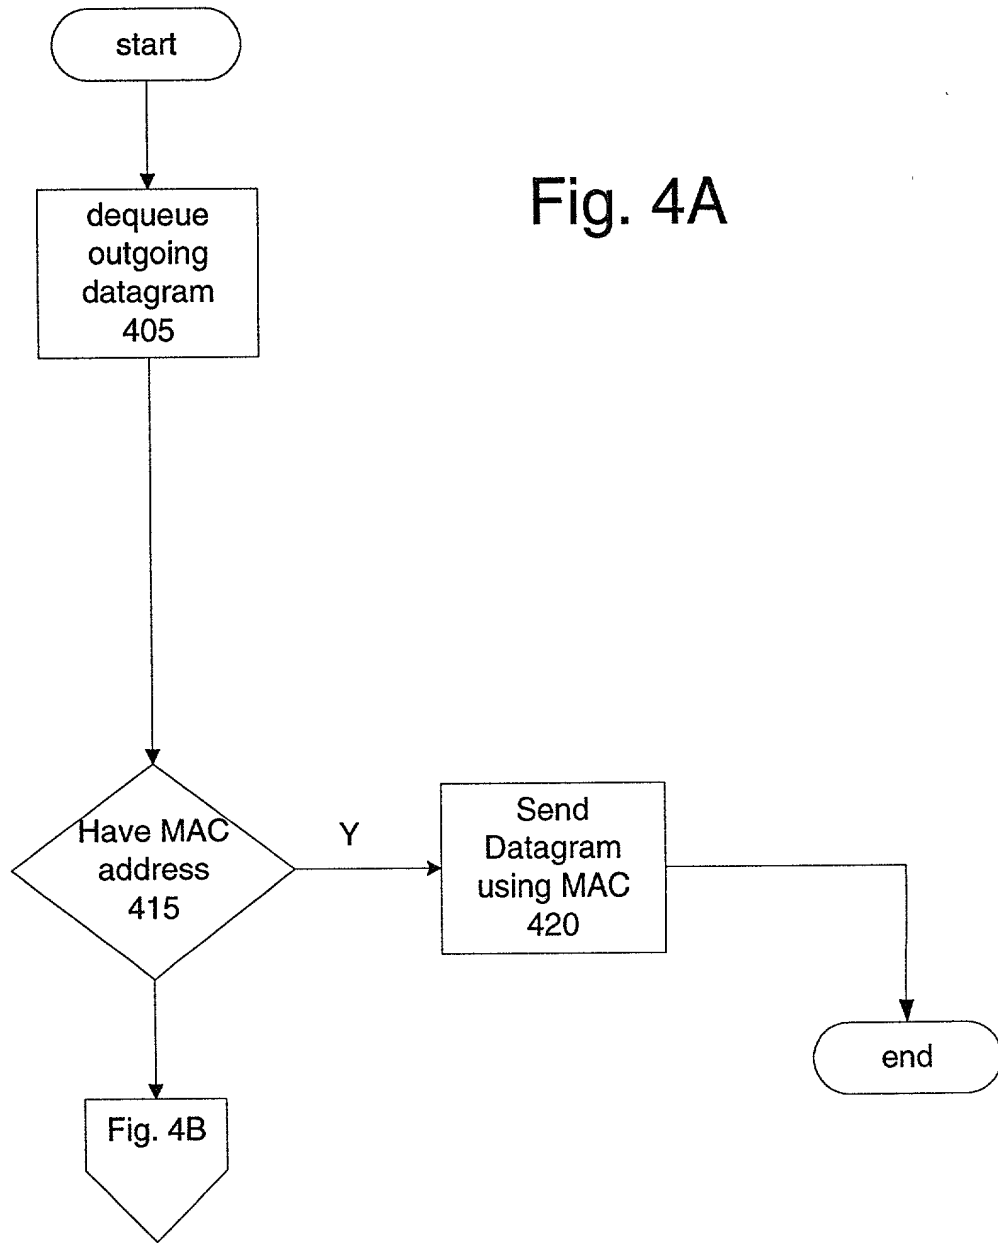 start
Fig. 4A
dequeue
outgoing
datagram
405
Have MAC
address
415
Y
Send
Datagram
using MAC
420
end
Fig. 4B